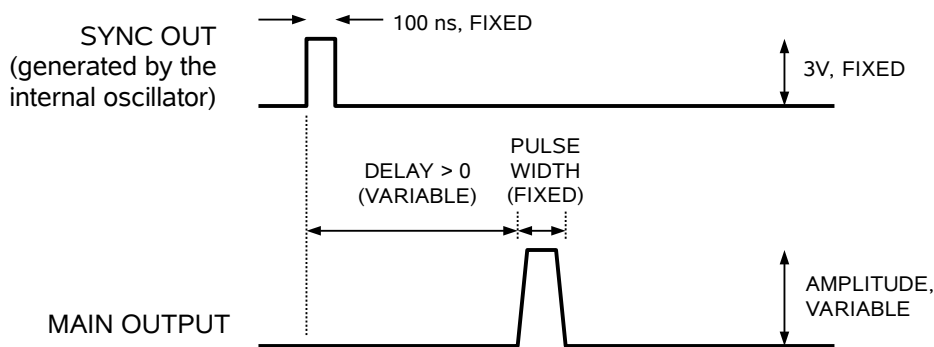 SYNC OUT
(generated by the
internal oscillator)
100 ns, FIXED
3V, FIXED
DELAY > 0
(VARIABLE)
PULSE
WIDTH
(FIXED)
MAIN OUTPUT
AMPLITUDE,
VARIABLE